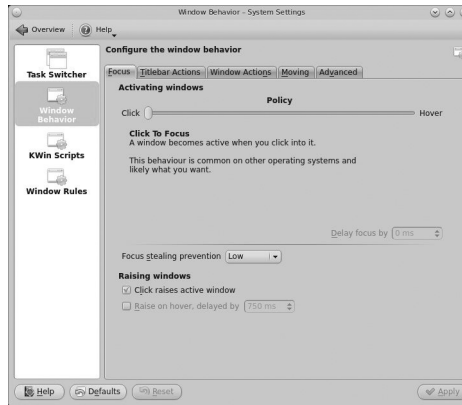 Window Behavior - System Settings
Overview Help
Configure the window behavior
Task Switcher
Window
Behavior
KWin Scripts
Window Rules
Focus Titlebar Actions Window Actions Moving Advanced
Activating windows
Policy
Click Hover
Click To Focus
A window becomes active when you click into it.
This behaviour is common on other operating systems and
likely what you want.
Delay focus by 0 ms
Focus stealing prevention Low
Raising windows
Click raises active window
Raise on hover, delayed by 750 ms
Help Defaults Reset Apply